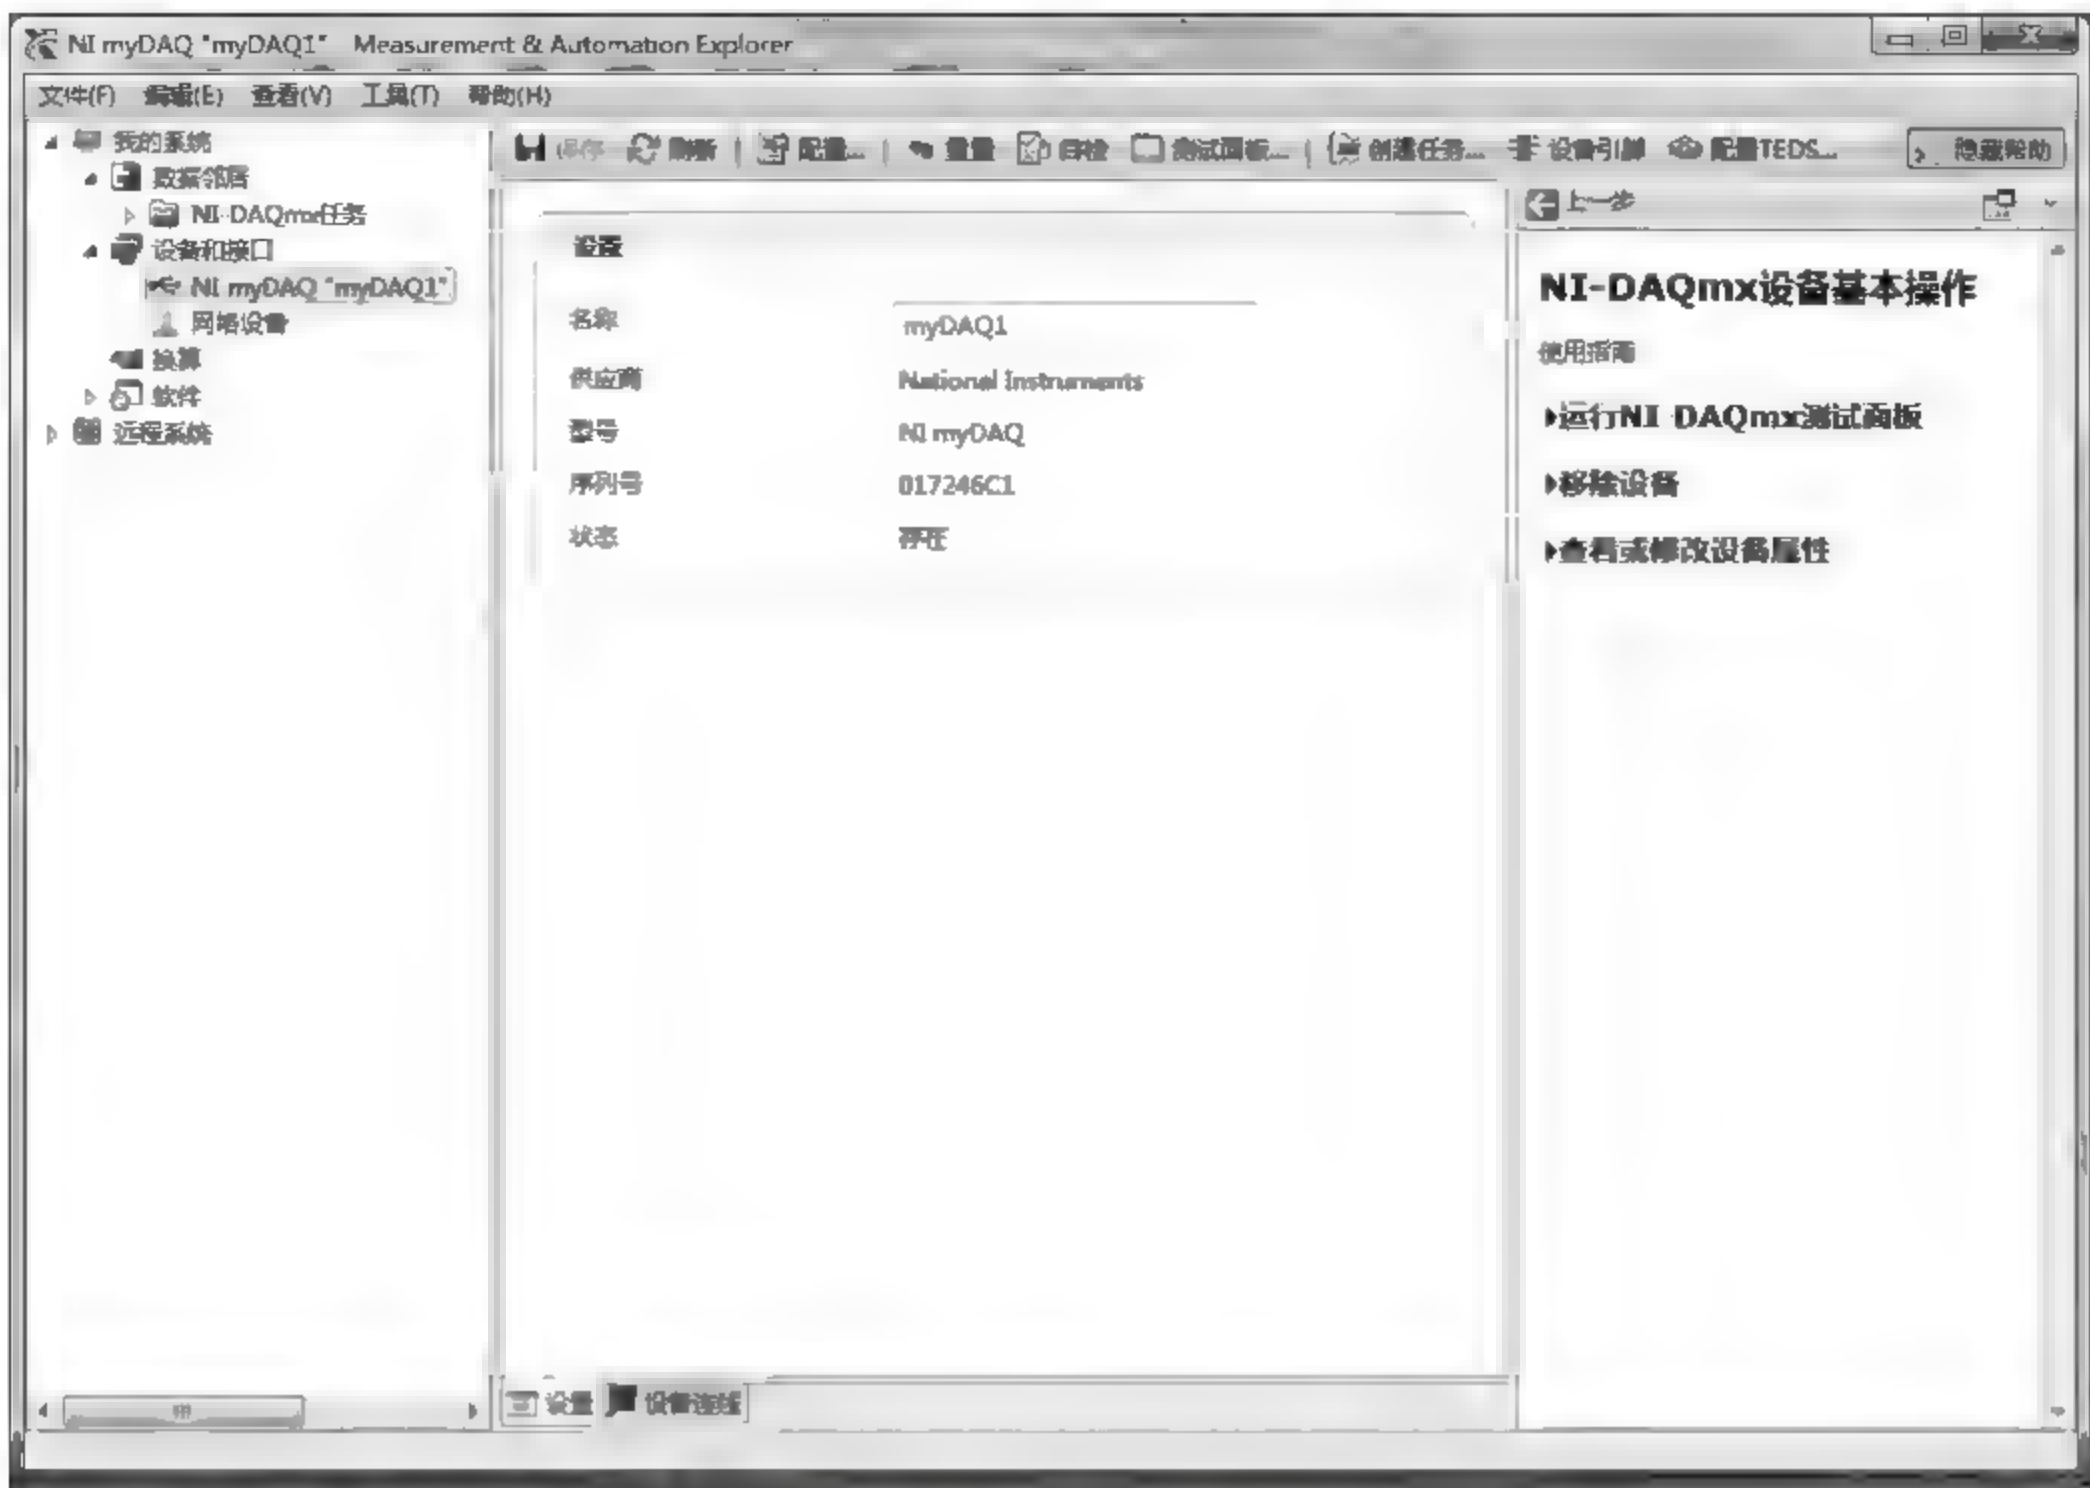 NI myDAQ "myDAQ1" Measurement & Automation Explorer
文件(F) 编辑(E) 查看(V) 工具(T) 帮助(H)
我的系统
数据邻居
NI-DAQmx任务
设备和接口
NI myDAQ "myDAQ1"
网络设备
换算
软件
远程系统
保存 刷新 配置... 重置 自检 测试面板... 创建任务... 设备引脚 配置TEDS... 隐藏帮助
设置
名称 myDAQ1
供应商 National Instruments
型号 NI myDAQ
序列号 017246C1
状态 存在
设置 设备连线
上一步
NI-DAQmx设备基本操作
使用指南
运行NI-DAQmx测试面板
移除设备
查看或修改设备属性